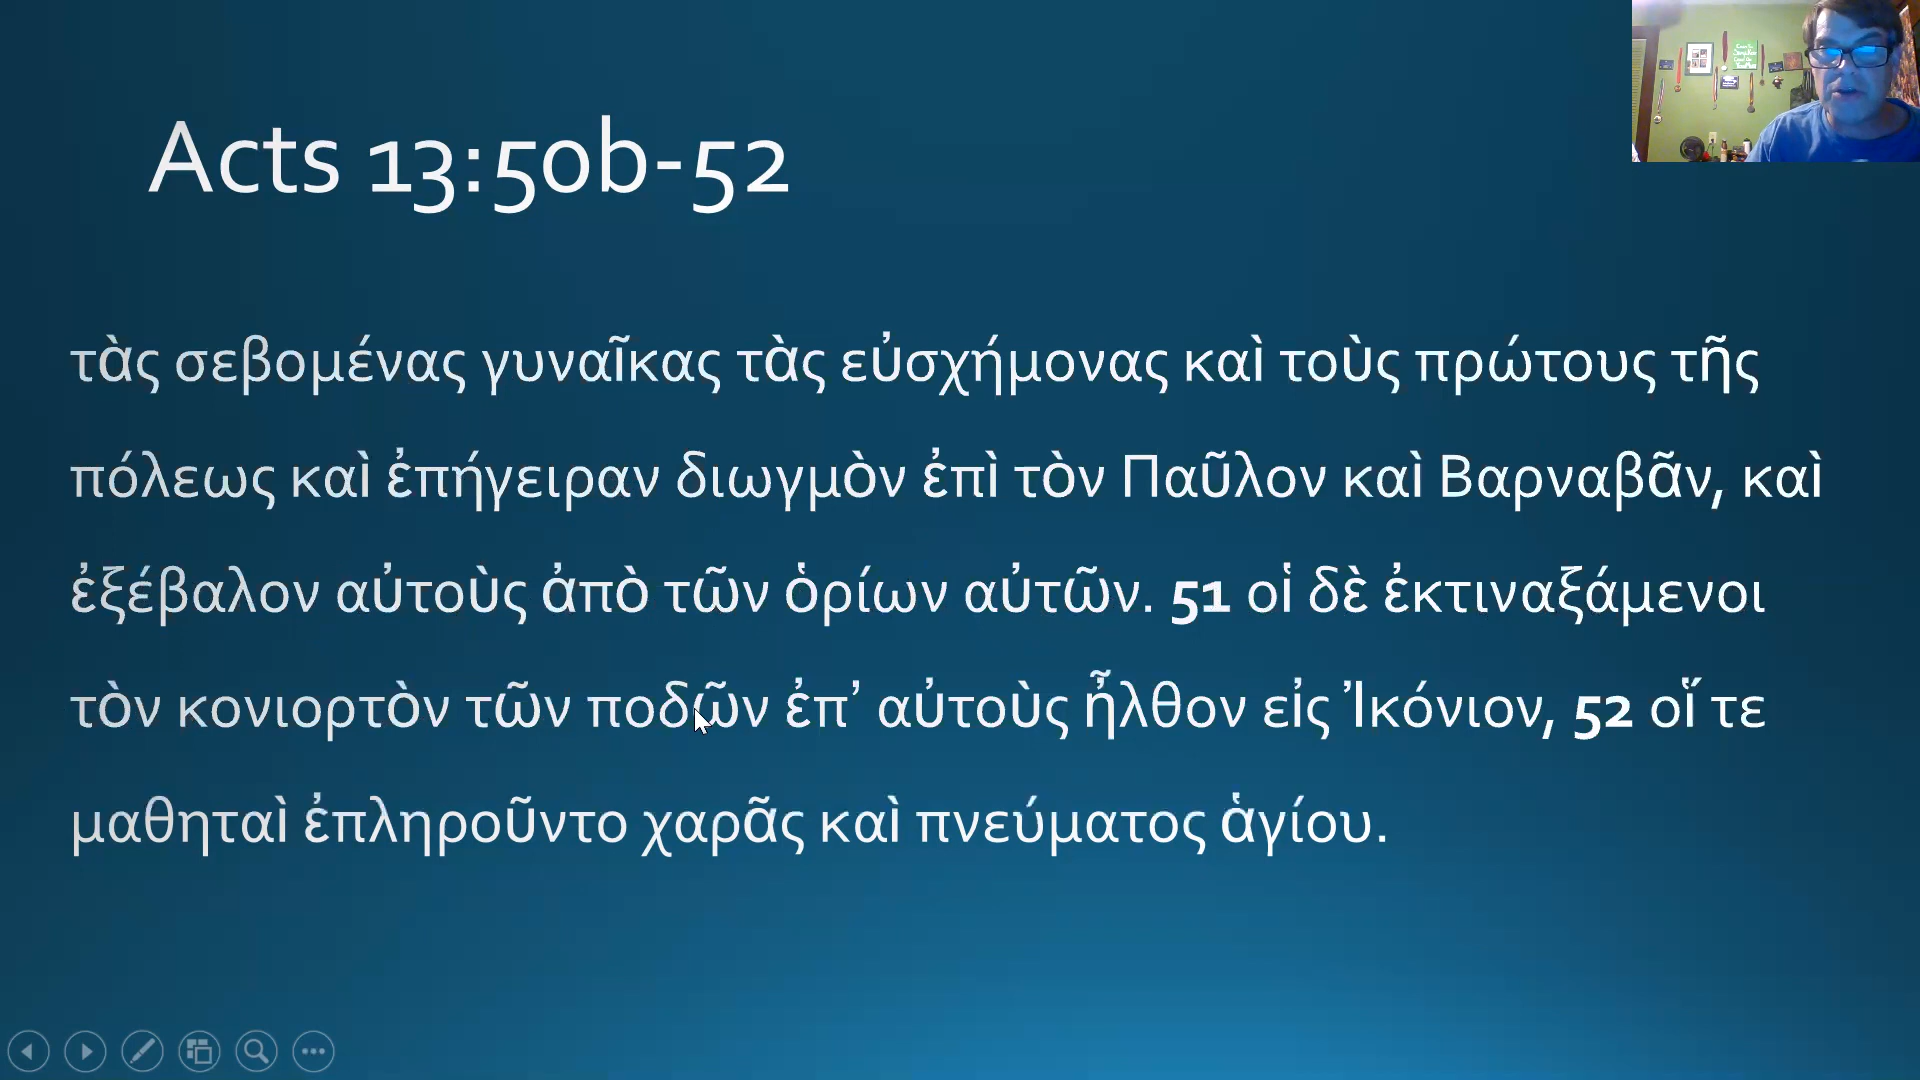 Acts 13:50b-52
τὰς σεβομένας γυναῖκας τὰς εὐσχήμονας καὶ τοὺς πρώτους τῆς
πόλεως καὶ ἐπήγειραν διωγμὸν ἐπὶ τὸν Παῦλον καὶ Βαρναβᾶν, καὶ
ἐξέβαλον αὐτοὺς ἀπὸ τῶν ὁρίων αὐτῶν. 51 οἱ δὲ ἐκτιναξάμενοι
τὸν κονιορτὸν τῶν ποδῶν ἐπ’ αὐτοὺς ἦλθον εἰς Ἰκόνιον, 52 οἵ τε
μαθηταὶ ἐπληροῦντο χαρᾶς καὶ πνεύματος ἁγίου.